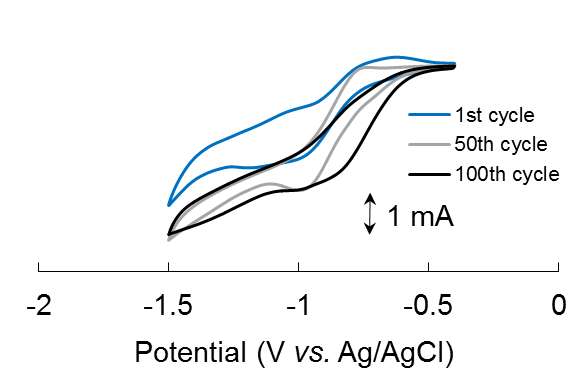 1st cycle
50th cycle
100th cycle
1 mA
-2 -1.5 -1 -0.5 0
Potential (V vs. Ag/AgCl)